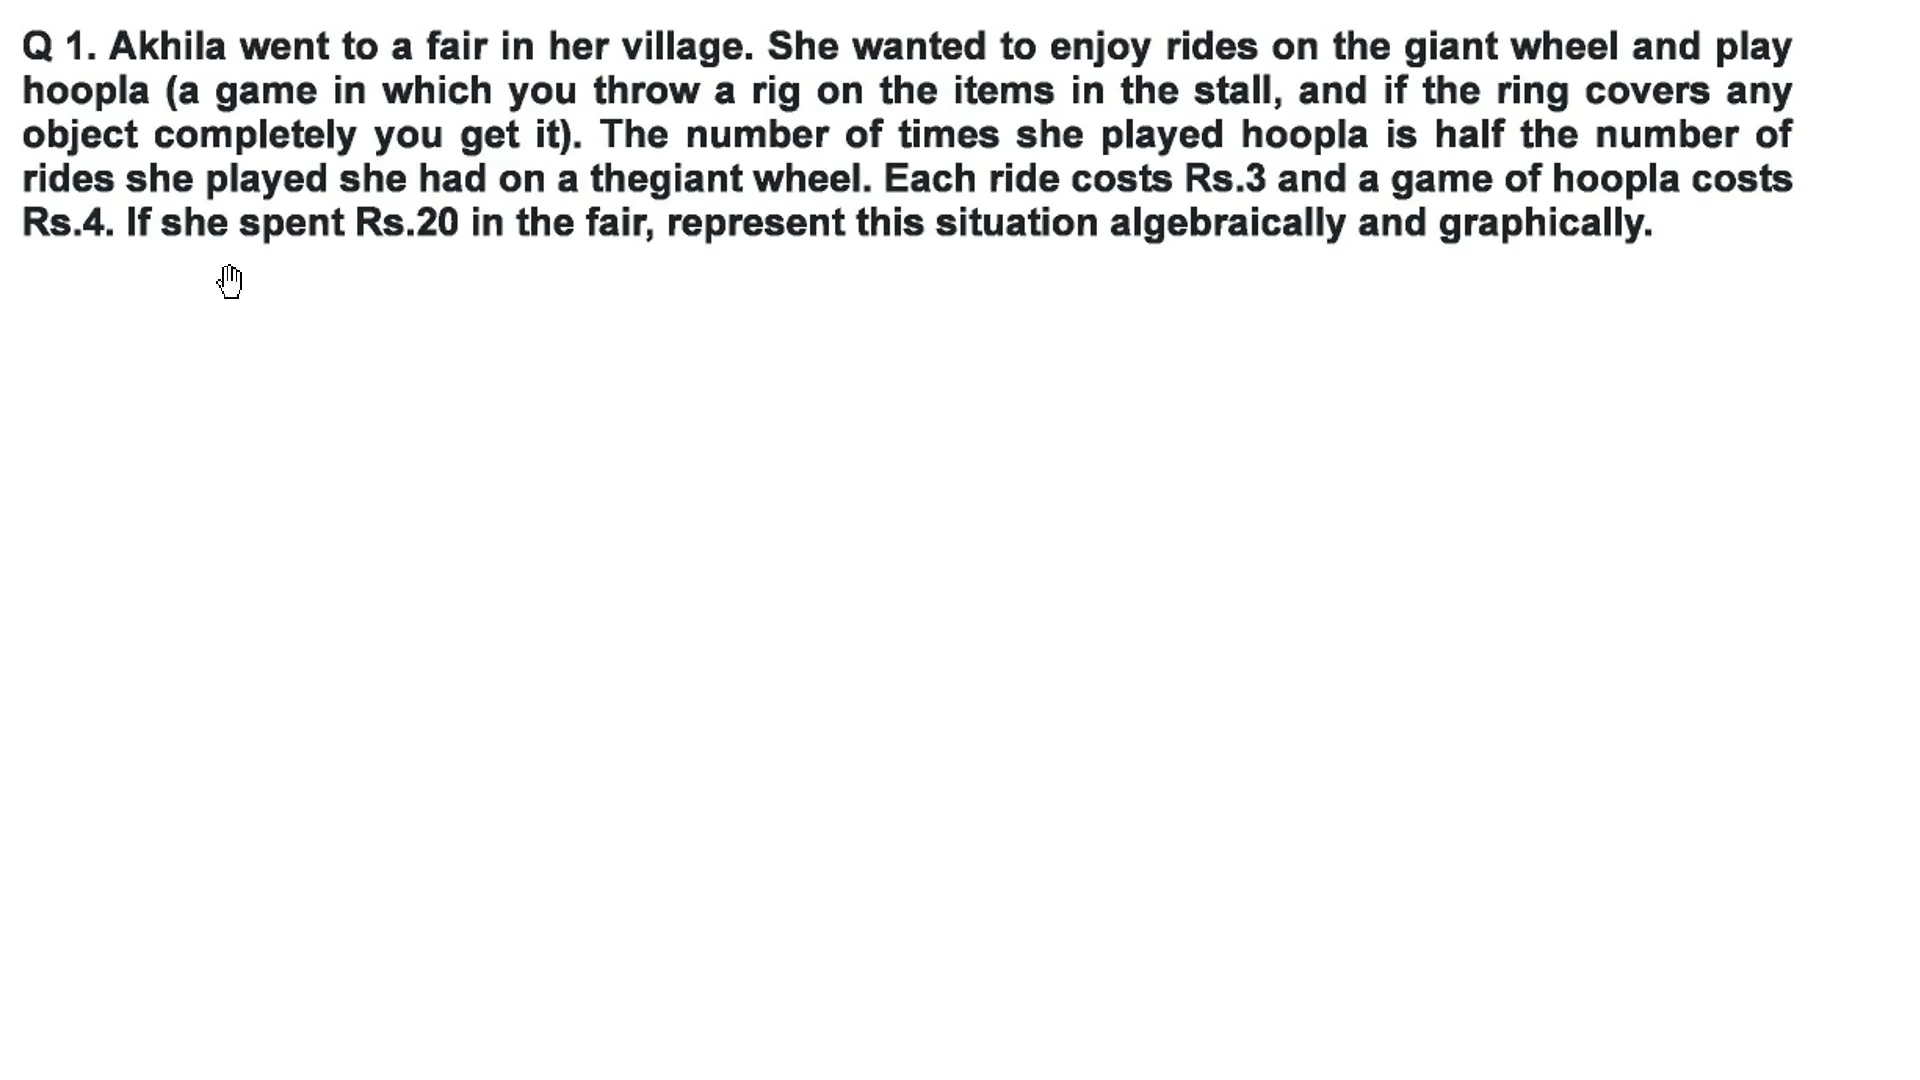 Q 1. Akhila went to a fair in her village. She wanted to enjoy rides on the giant wheel and play
hoopla (a game in which you throw a rig on the items in the stall, and if the ring covers any
object completely you get it). The number of times she played hoopla is half the number of
rides she played she had on a thegiant wheel. Each ride costs Rs.3 and a game of hoopla costs
Rs.4. If she spent Rs.20 in the fair, represent this situation algebraically and graphically.